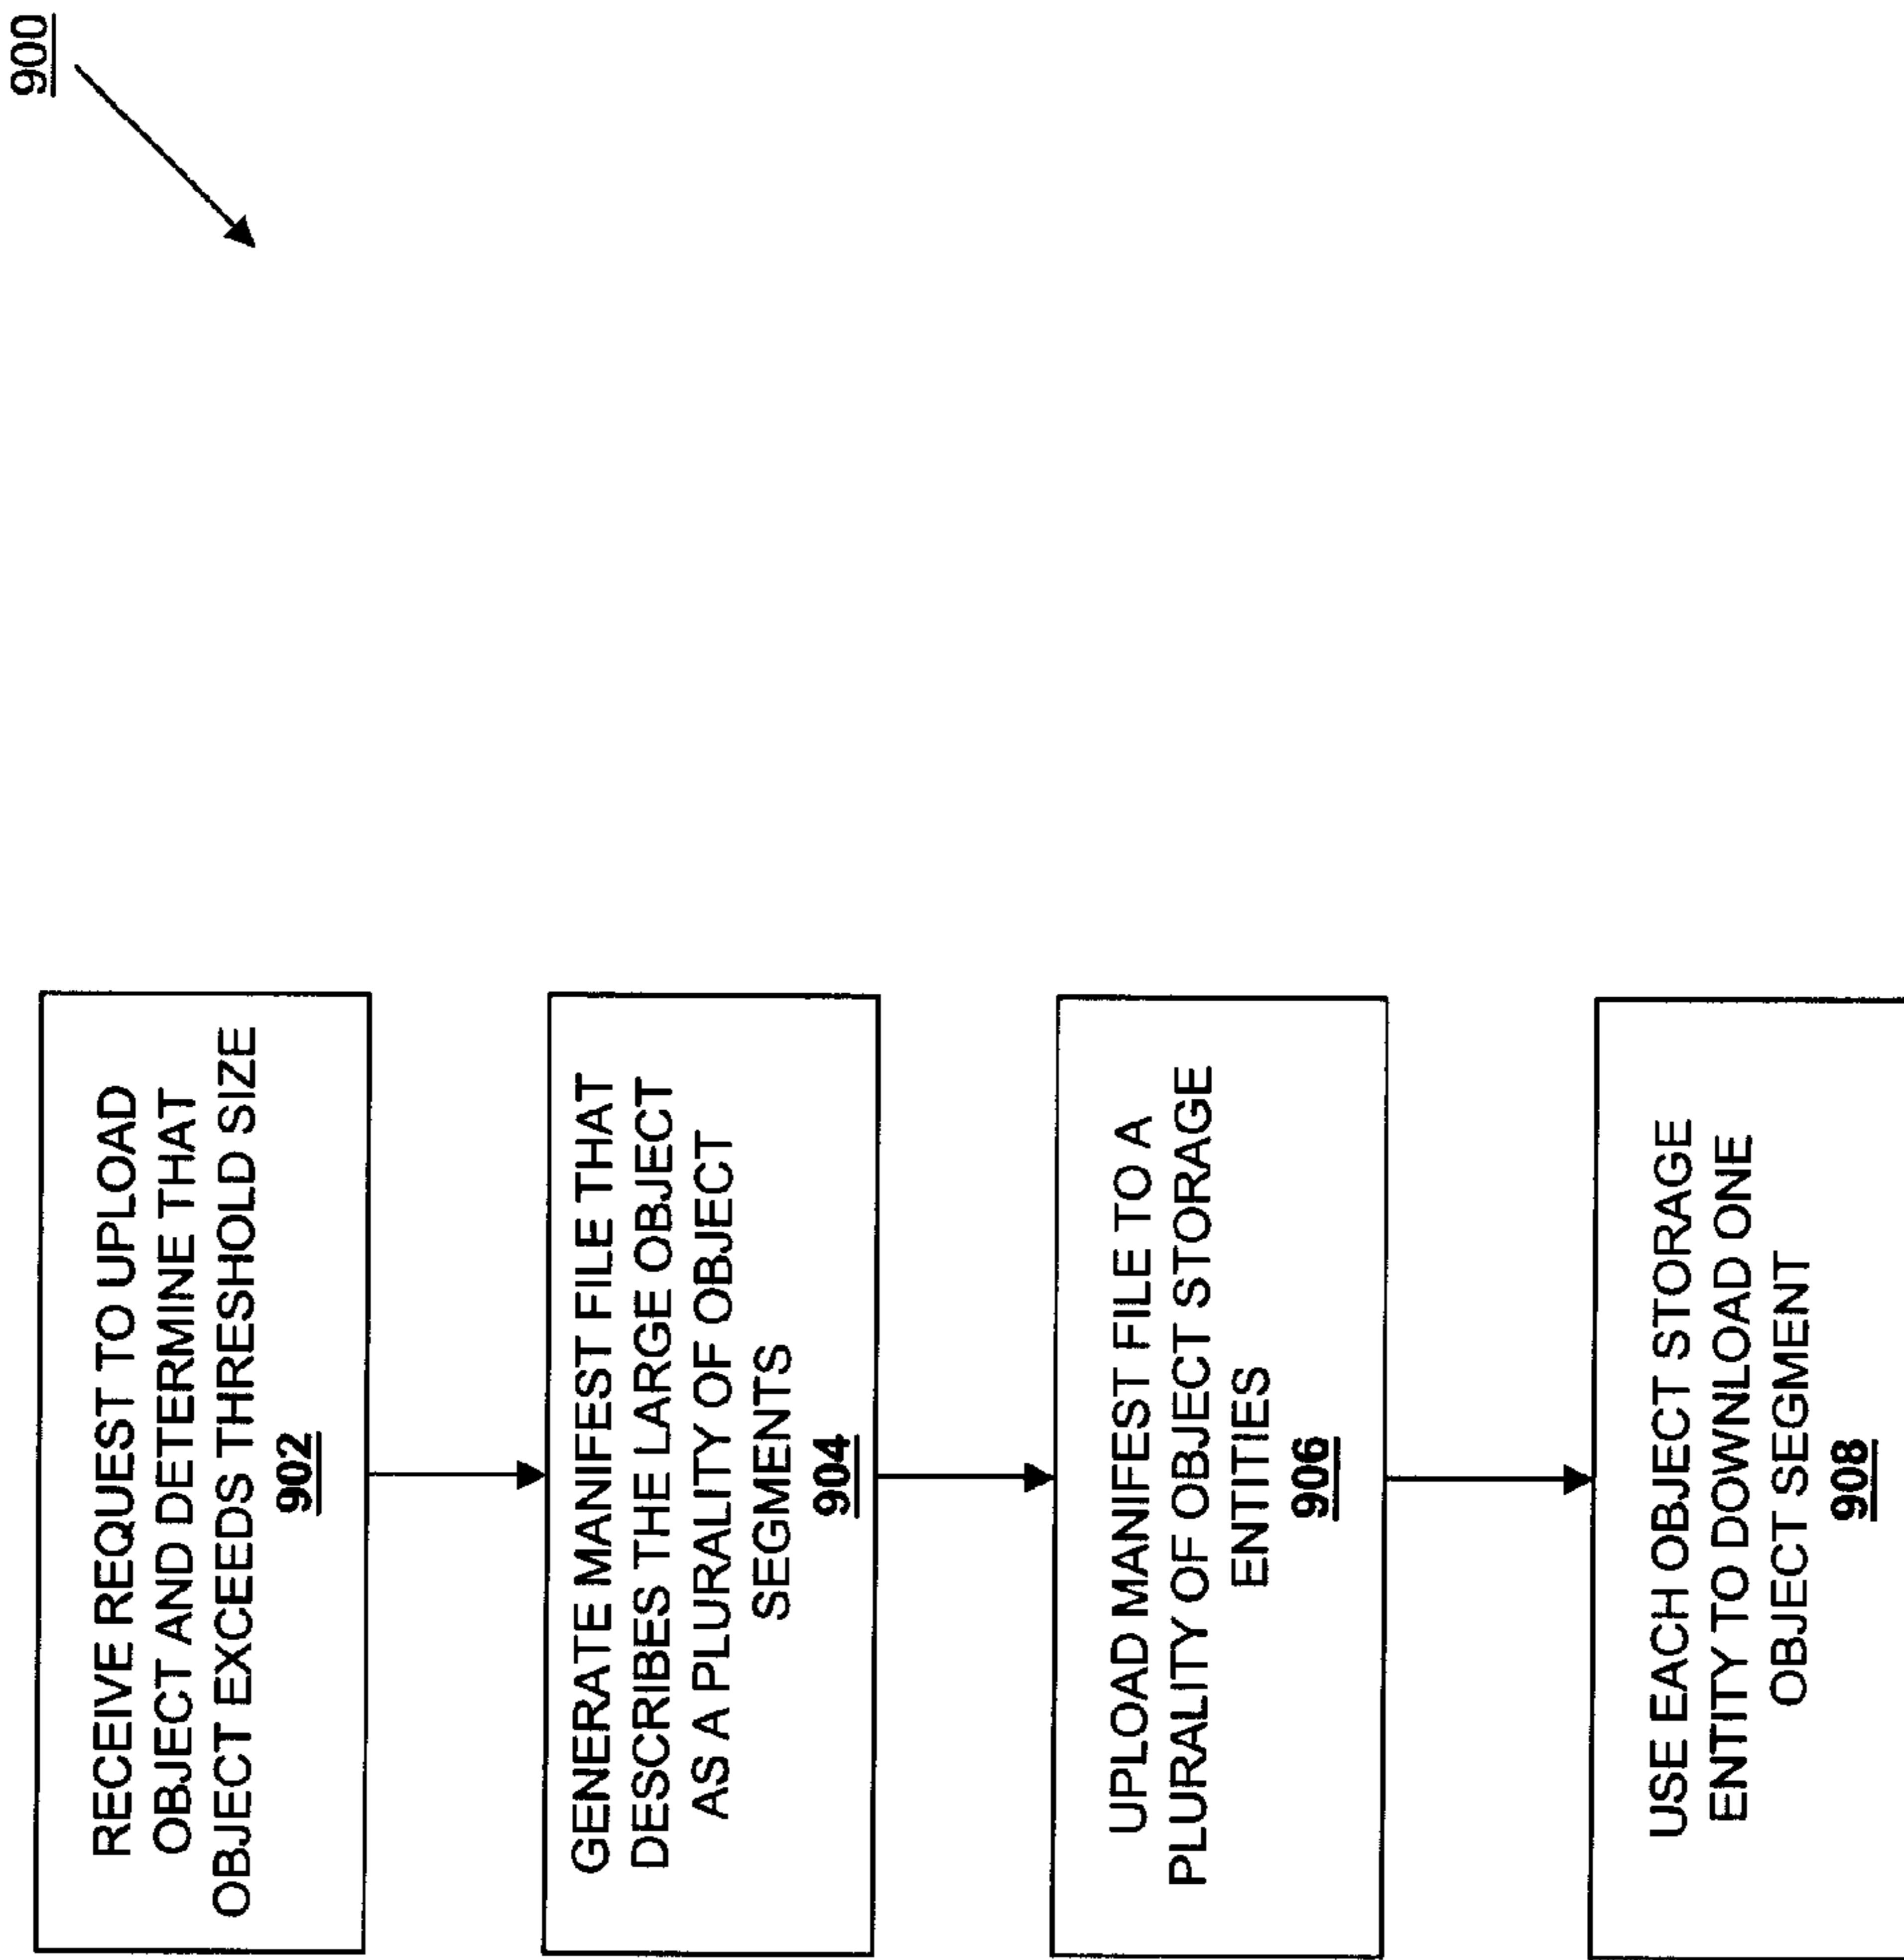 900
RECEIVE REQUEST TO UPLOAD
OBJECT AND DETERMINE THAT
OBJECT EXCEEDS THRESHOLD SIZE
902
GENERATE MANIFEST FILE THAT
DESCRIBES THE LARGE OBJECT
AS A PLURALITY OF OBJECT
SEGMENTS
904
UPLOAD MANIFEST FILE TO A
PLURALITY OF OBJECT STORAGE
ENTITIES
906
USE EACH OBJECT STORAGE
ENTITY TO DOWNLOAD ONE
OBJECT SEGMENT
908